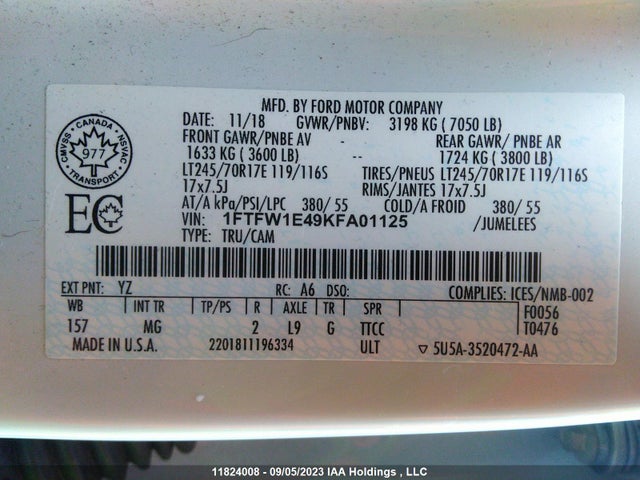 MFD. BY FORD MOTOR COMPANY
DATE: 11/18 GVWR/PNBV: 3198 KG ( 7050 LB)
FRONT GAWR/PNBE AV REAR GAWR/ PNBE AR
1633 KG ( 3600 LB) -- 1724 KG ( 3800 LB)
LT245/70R17E 119/116S TIRES/PNEUS LT245/70R17E 119/116S
17x7.5J RIMS/JANTES 17x7.5J
AT/A kPa/PSI/LPC 380/ 55 COLD/A FROID 380/ 55
VIN: 1FTFW1E49KFA01125 /JUMELEES
TYPE: TRU/CAM
CANADA
CMVSS NSVAC
977
TRANSPORT
EC
EXT PNT: YZ RC: A6 DSO: COMPLIES: ICES/NMB-002
WB INT TR TP/PS R AXLE TR SPR F0056
157 MG 2 L9 G TTCC T0476
MADE IN U.S.A. 2201811196334 ULT ▽ 5U5A-3520472-AA
11824008 - 09/05/2023 IAA Holdings , LLC